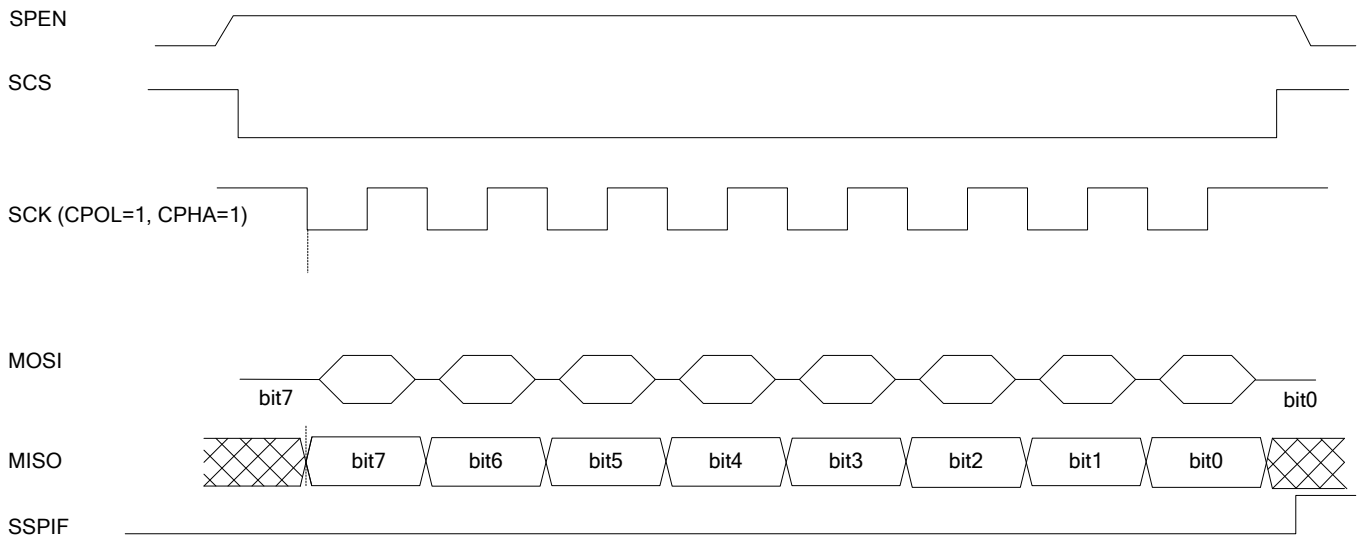 SPEN
SCS
SCK (CPOL=1, CPHA=1)
MOSI
bit7
bit0
MISO
bit7
bit6
bit5
bit4
bit3
bit2
bit1
bit0
SSPIF